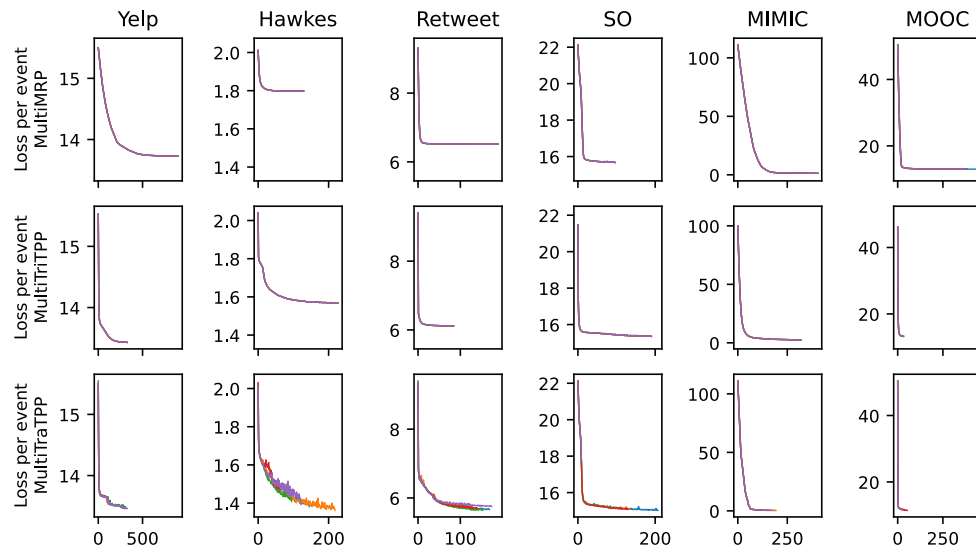 Yelp Hawkes Retweet SO MIMIC MOOC
Loss per event
MultiMRP
15 14
2.0 1.8 1.6 1.4
8 6
22 20 18 16
100 50 0
40 20
Loss per event
MultiTriTPP
15 14
2.0 1.8 1.6 1.4
8 6
22 20 18 16
100 50 0
40 20
Loss per event
MultiTraTPP
15 14
2.0 1.8 1.6 1.4
8 6
22 20 18 16
100 50 0
40 20
0 500 0 200 0 100 0 200 0 250 0 250